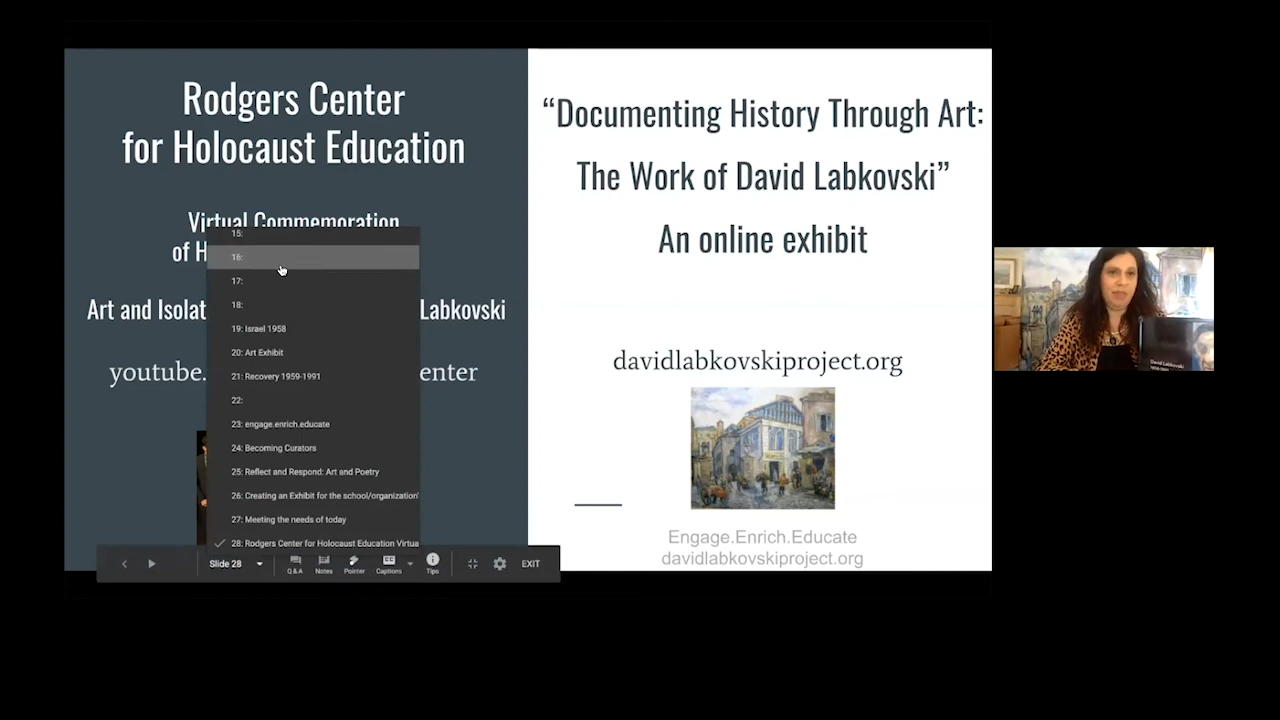 Rodgers Center
for Holocaust Education
Virtual Commemoration
of H
Art and Isolat
Labkovski
youtube.
enter
15:
16:
17:
18:
19: Israel 1958
20: Art Exhibit
21: Recovery 1959-1991
22:
23: engage.enrich.educate
24: Becoming Curators
25: Reflect and Respond: Art and Poetry
26: Creating an Exhibit for the school/organization'
27: Meeting the needs of today
28: Rodgers Center for Holocaust Education Virtua
Slide 28
Q&A
Notes
Pointer
Captions
Tips
EXIT
“Documenting History Through Art:
The Work of David Labkovski”
An online exhibit
davidlabkovskiproject.org
Engage.Enrich.Educate
davidlabkovskiproject.org
David Labkovski